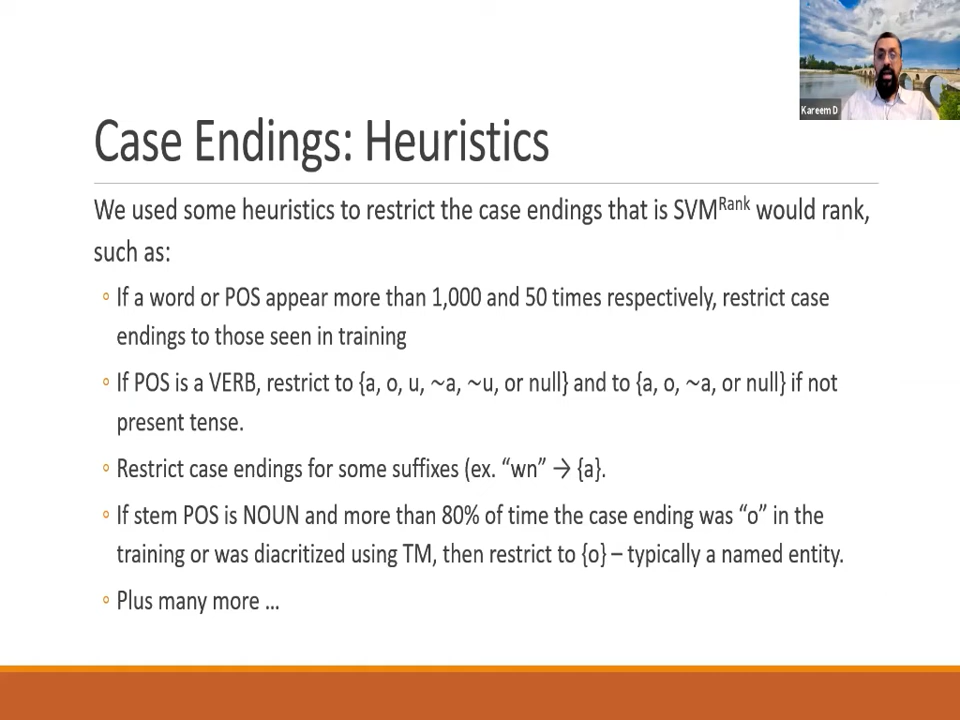 Kareem D
Case Endings: Heuristics
We used some heuristics to restrict the case endings that is SVMRank would rank,
such as:
◦ If a word or POS appear more than 1,000 and 50 times respectively, restrict case
endings to those seen in training
◦ If POS is a VERB, restrict to {a, o, u, ~a, ~u, or null} and to {a, o, ~a, or null} if not
present tense.
◦ Restrict case endings for some suffixes (ex. “wn” → {a}.
◦ If stem POS is NOUN and more than 80% of time the case ending was “o” in the
training or was diacritized using TM, then restrict to {o} – typically a named entity.
◦ Plus many more …